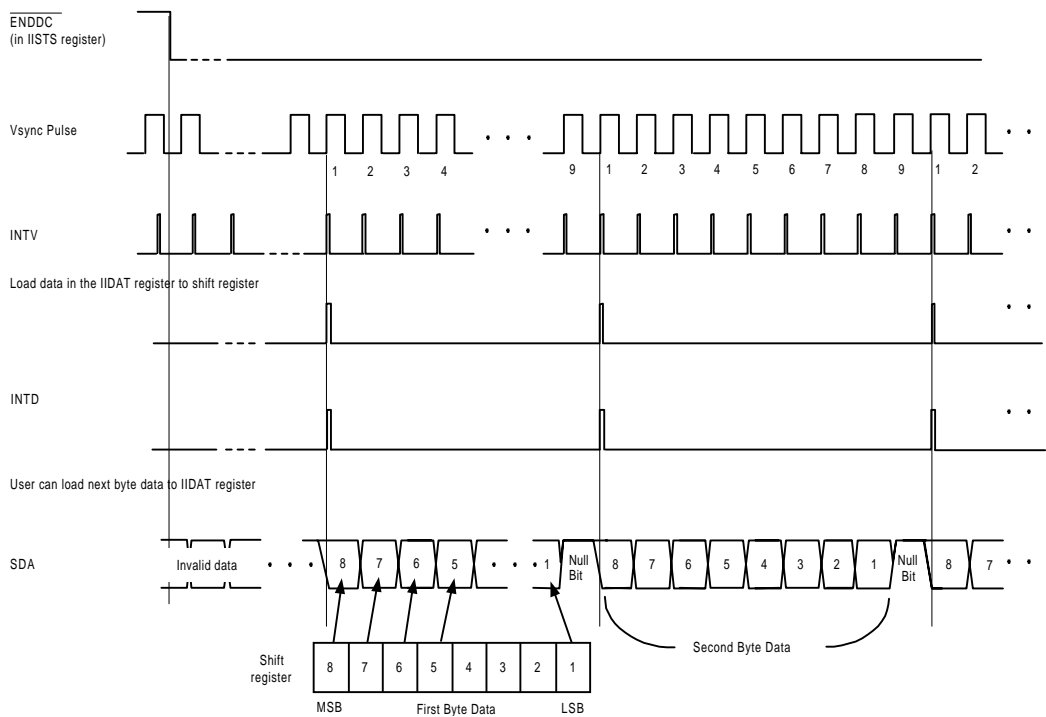 ENDDC
(in IISTS register)
Vsync Pulse
1 2 3 4 9 1 2 3 4 5 6 7 8 9 1 2
INTV
Load data in the IIDAT register to shift register
INTD
User can load next byte data to IIDAT register
SDA
Invalid data 8 7 6 5 1 Null Bit 8 7 6 5 4 3 2 1 Null Bit 8 7
Second Byte Data
Shift register 8 7 6 5 4 3 2 1
MSB First Byte Data LSB